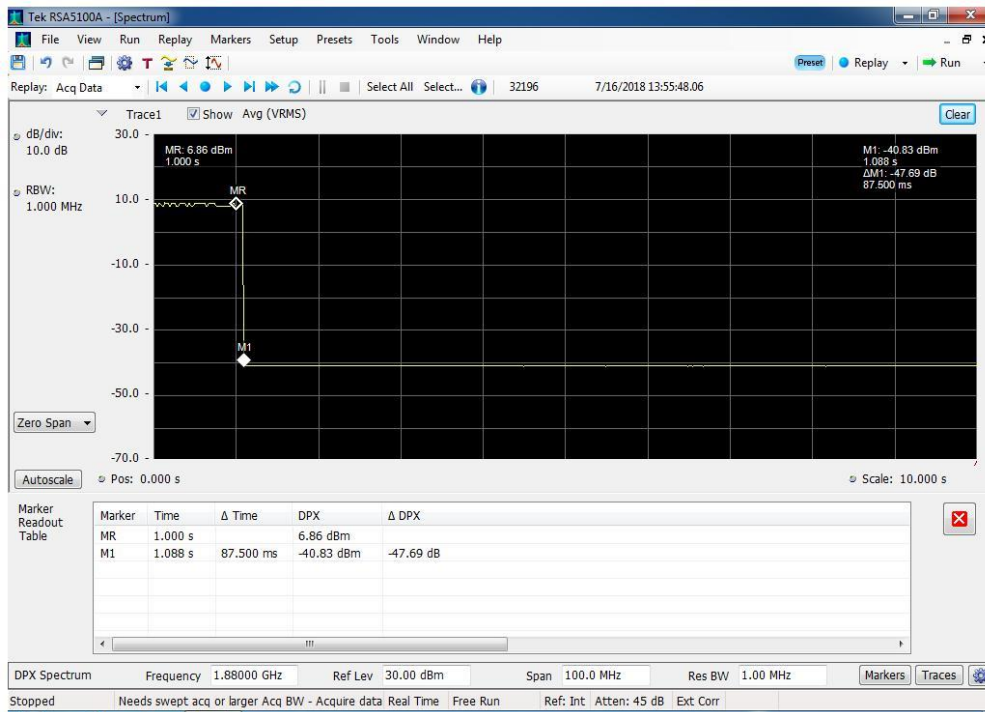 Tek RSA5100A - [Spectrum]
File View Run Replay Markers Setup Presets Tools Window Help
Preset Replay Run
Replay: Acq Data Select All Select... 32196 7/16/2018 13:55:48.06
Trace1 Show Avg (VRMS) Clear
dB/div:
10.0 dB
RBW:
1.000 MHz
30.0
10.0
-10.0
-30.0
-50.0
-70.0
MR: 6.86 dBm
1.000 s
MR
M1
M1: -40.83 dBm
1.088 s
ΔM1: -47.69 dB
87.500 ms
Zero Span
Autoscale Pos: 0.000 s Scale: 10.000 s
Marker
Readout
Table
Marker Time Δ Time DPX Δ DPX
MR 1.000 s 6.86 dBm
M1 1.088 s 87.500 ms -40.83 dBm -47.69 dB
DPX Spectrum Frequency 1.88000 GHz Ref Lev 30.00 dBm Span 100.0 MHz Res BW 1.00 MHz Markers Traces
Stopped Needs swept acq or larger Acq BW - Acquire data Real Time Free Run Ref: Int Atten: 45 dB Ext Corr